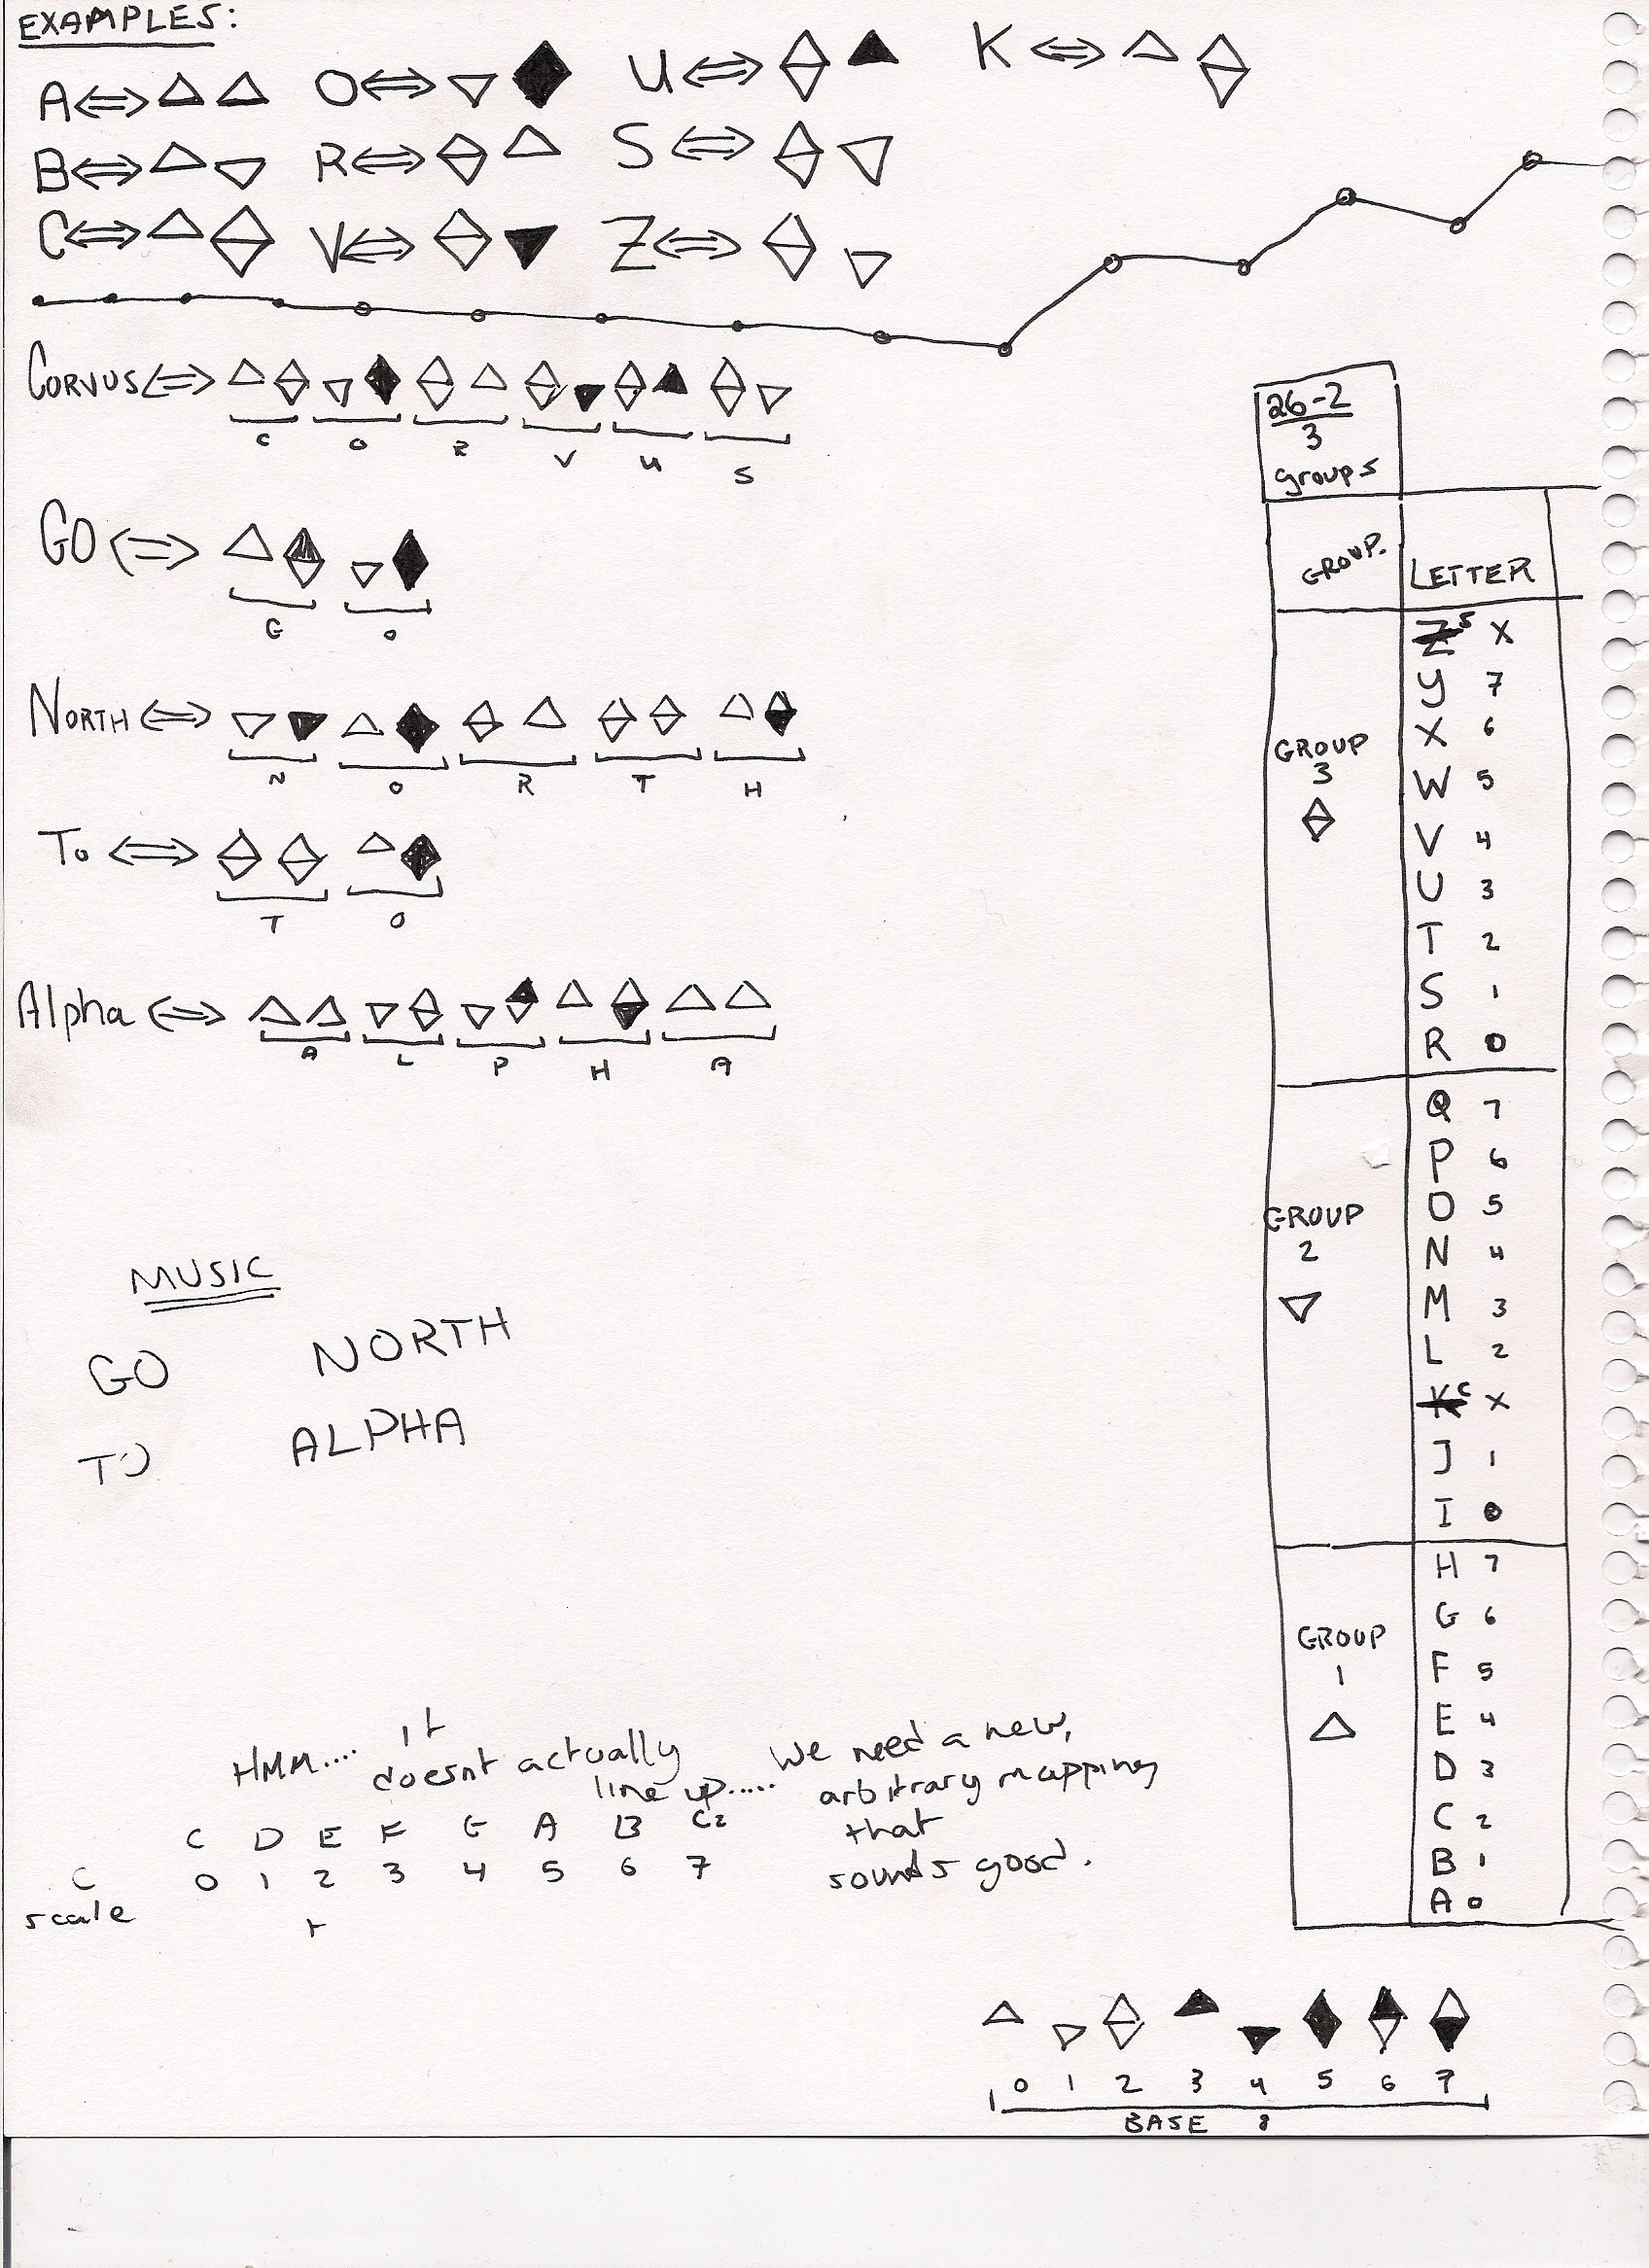 EXAMPLES:
A O U K
B R S
C V Z
CORVUS
C O R V U S
GO
G O
NORTH
N O R T H
To
T O
Alpha
A L P H A
MUSIC
GO NORTH
TO ALPHA
HMM.... it
doesnt actually
line up.....
We need a new,
arbitrary mapping
that
sounds good.
C D E F G A B C2
C 0 1 2 3 4 5 6 7
scale
26-2
3
groups
GROUP. LETTER
GROUP
3
Z S X
Y 7
X 6
W 5
V 4
U 3
T 2
S 1
R 0
GROUP
2
Q 7
P 6
O 5
N 4
M 3
L 2
K C X
J 1
I 0
GROUP
1
H 7
G 6
F 5
E 4
D 3
C 2
B 1
A 0
0 1 2 3 4 5 6 7
BASE 8